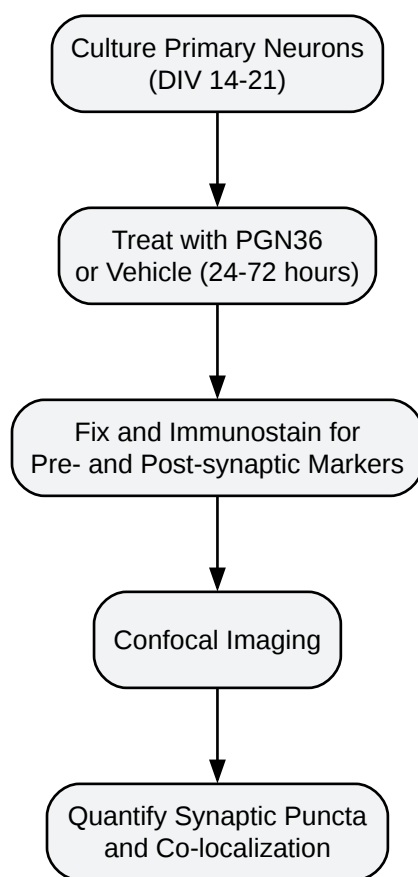 Culture Primary Neurons
(DIV 14-21)
Treat with PGN36
or Vehicle (24-72 hours)
Fix and Immunostain for
Pre- and Post-synaptic Markers
Confocal Imaging
Quantify Synaptic Puncta
and Co-localization